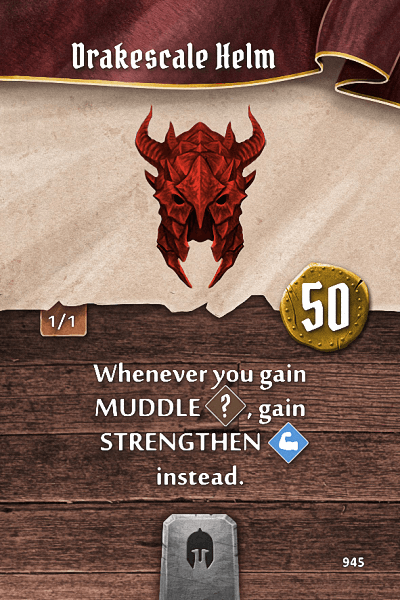 Drakescale Helm
1/1
50
Whenever you gain
MUDDLE ?, gain
STRENGTHEN
instead.
945